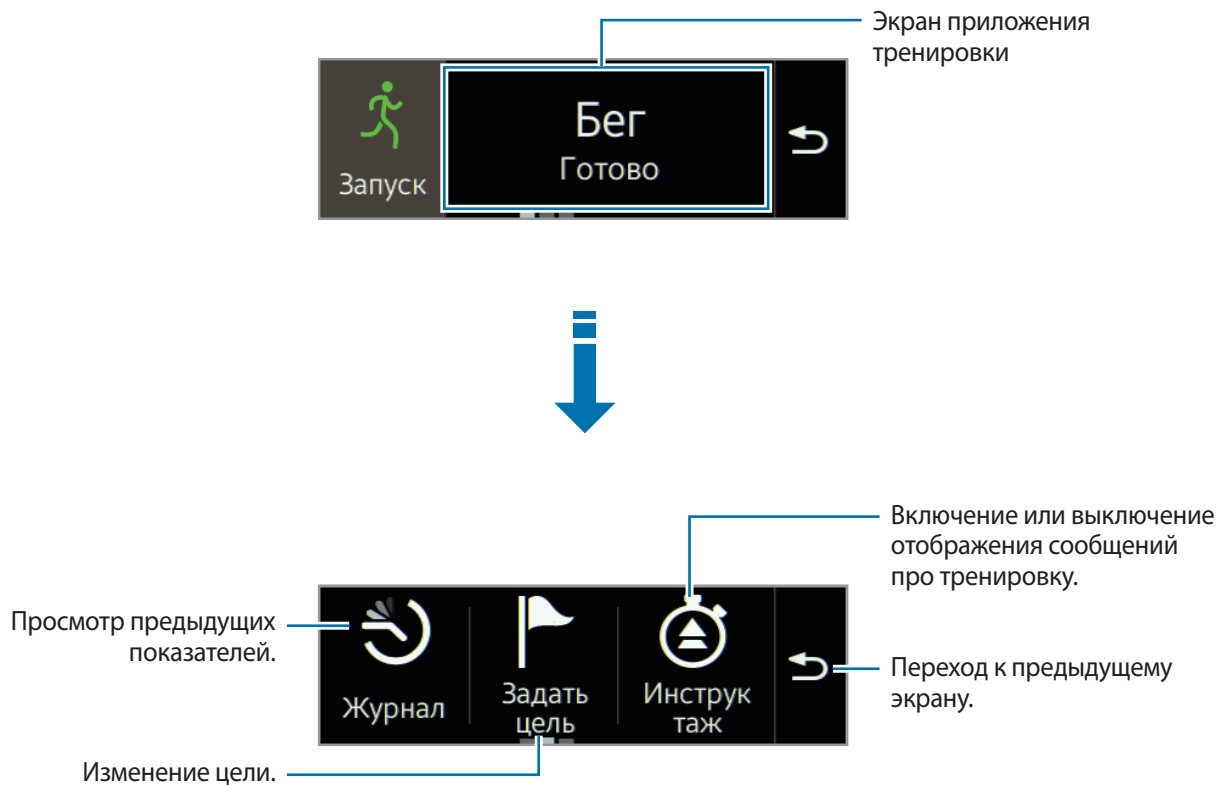 Экран приложения
тренировки
Запуск
Бег
Готово
Включение или выключение
отображения сообщений
про тренировку.
Просмотр предыдущих
показателей.
Журнал
Задать
цель
Инструк
таж
Переход к предыдущему
экрану.
Изменение цели.